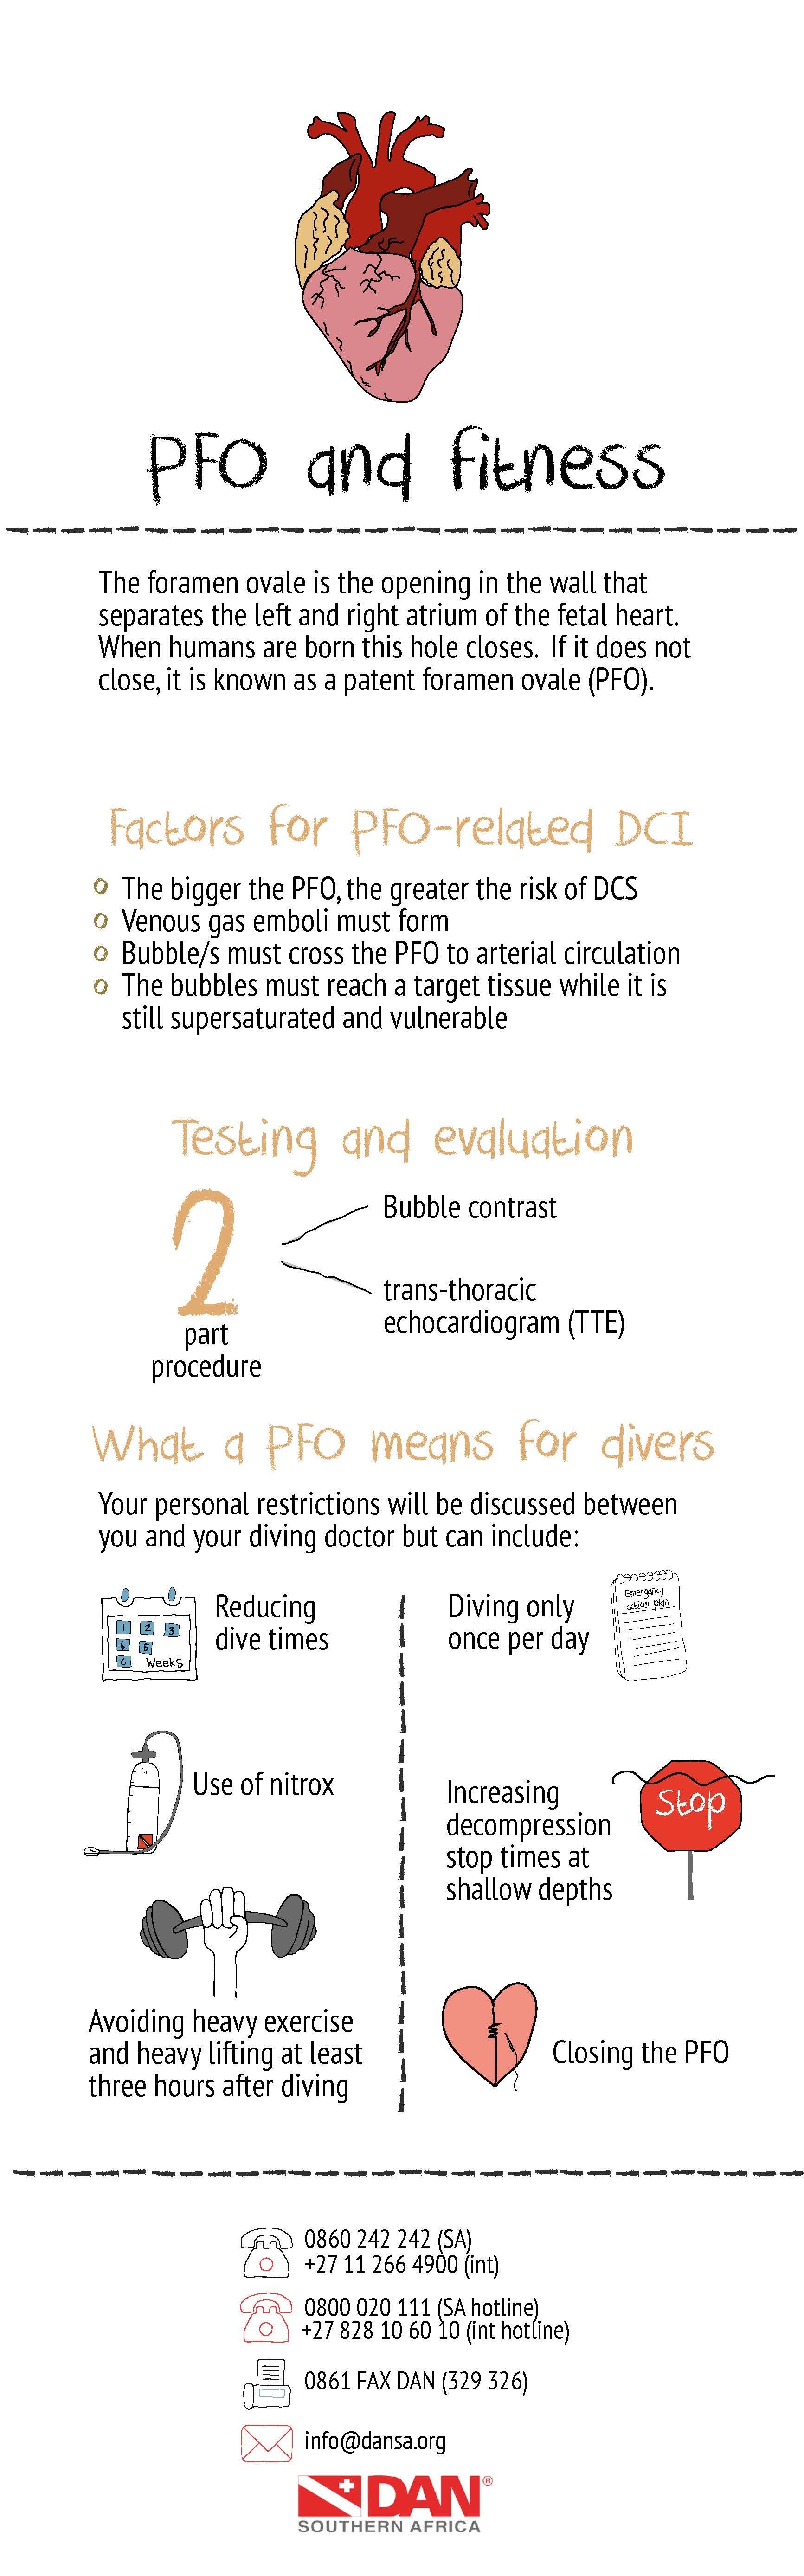 PFO and fitness
The foramen ovale is the opening in the wall that
separates the left and right atrium of the fetal heart.
When humans are born this hole closes. If it does not
close, it is known as a patent foramen ovale (PFO).
Factors for PFO-related DCI
The bigger the PFO, the greater the risk of DCS
Venous gas emboli must form
Bubble/s must cross the PFO to arterial circulation
The bubbles must reach a target tissue while it is
still supersaturated and vulnerable
Testing and evaluation
2
part
procedure
Bubble contrast
trans-thoracic
echocardiogram (TTE)
What a PFO means for divers
Your personal restrictions will be discussed between
you and your diving doctor but can include:
1 2 3
4 5
6 Weeks
Reducing
dive times
Diving only
once per day
Emergency
action plan
Full
Use of nitrox
Increasing
decompression
stop times at
shallow depths
Stop
Avoiding heavy exercise
and heavy lifting at least
three hours after diving
Closing the PFO
0860 242 242 (SA)
+27 11 266 4900 (int)
0800 020 111 (SA hotline)
+27 828 10 60 10 (int hotline)
0861 FAX DAN (329 326)
info@dansa.org
DAN®
SOUTHERN AFRICA